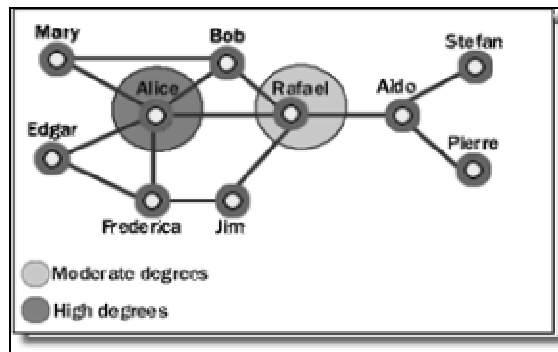 Mary
Bob
Stefan
Alice
Rafael
Aldo
Edgar
Pierre
Frederica
Jim
Moderate degrees
High degrees